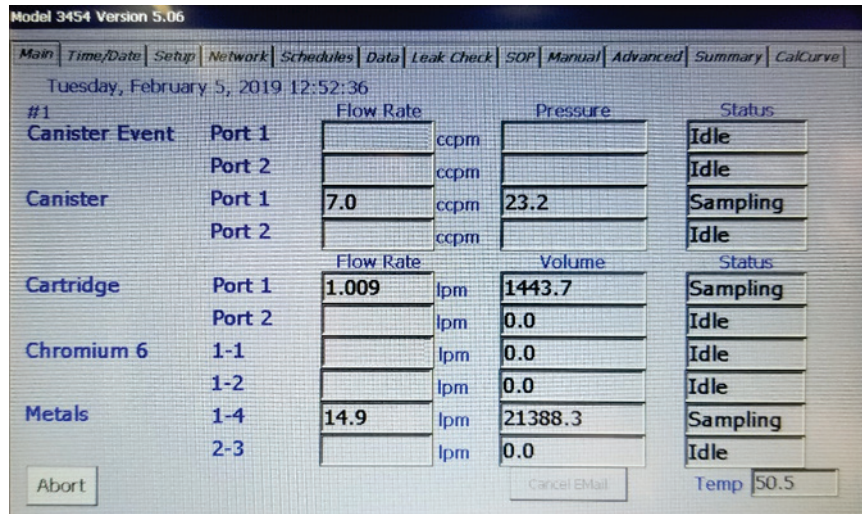 Model 3454 Version 5.06
Main Time/Date Setup Network Schedules Data Leak Check SOP Manual Advanced Summary CalCurve
Tuesday, February 5, 2019 12:52:36
#1 Flow Rate Pressure Status
Canister Event Port 1 ccpm Idle
Port 2 ccpm Idle
Canister Port 1 7.0 ccpm 23.2 Sampling
Port 2 ccpm Idle
Flow Rate Volume Status
Cartridge Port 1 1.009 lpm 1443.7 Sampling
Port 2 lpm 0.0 Idle
Chromium 6 1-1 lpm 0.0 Idle
1-2 lpm 0.0 Idle
Metals 1-4 14.9 lpm 21388.3 Sampling
2-3 lpm 0.0 Idle
Abort Cancel EMail Temp 50.5